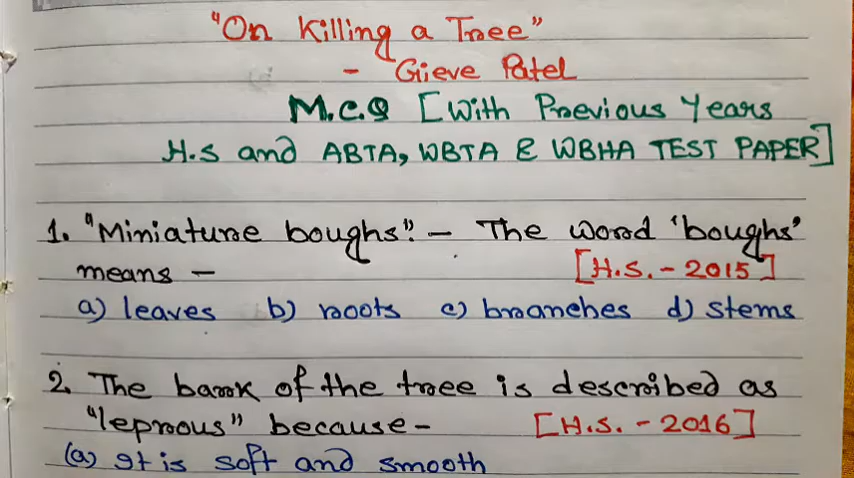 "On Killing a Tree"
- Gieve Patel
M.C.Q [With Previous Years
H.S and ABTA, WBTA & WBHA TEST PAPER]
1. "Miniature boughs". - The word 'boughs'
means - [H.S. - 2015]
a) leaves b) roots c) branches d) stems
2. The bark of the tree is described as
"leprous" because - [H.S. - 2016]
(a) It is soft and smooth